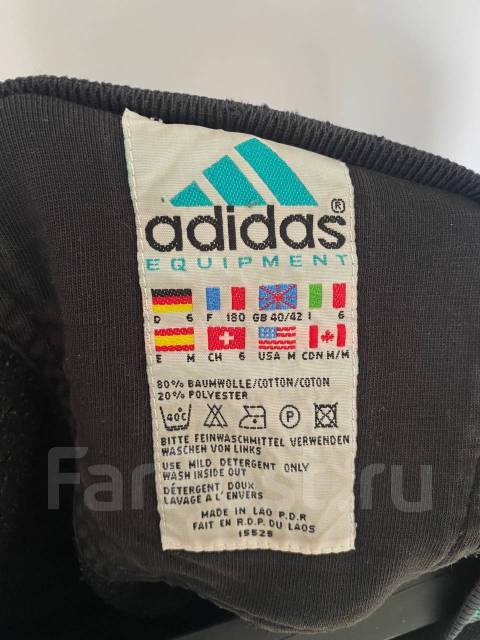 adidas®
EQUIPMENT
D 6 F 180 GB 40/42 I 6
E M CH 6 USA M CDN M/M
80% BAUMWOLLE/COTTON/COTON
20% POLYESTER
40C P
BITTE FEINWASCHMITTEL VERWENDEN
WASCHEN VON LINKS
USE MILD DETERGENT ONLY
WASH INSIDE OUT
DÉTERGENT DOUX
LAVAGE A L'ENVERS
MADE IN LAO P.D.R
FAIT EN R.D.P. DU LAOS
15525